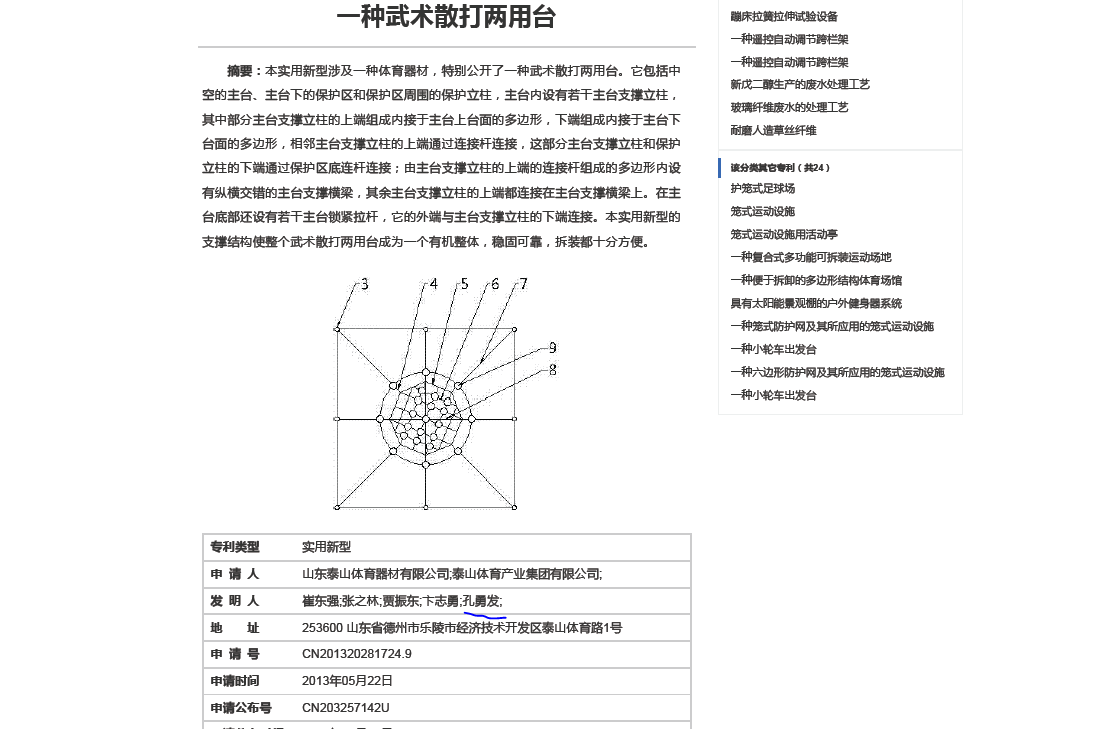 一种武术散打两用台
摘要：本实用新型涉及一种体育器材，特别公开了一种武术散打两用台。它包括中
空的主台、主台下的保护区和保护区周围的保护立柱，主台内设有若干主台支撑立柱，
其中部分主台支撑立柱的上端组成内接于主台上台面的多边形，下端组成内接于主台下
台面的多边形，相邻主台支撑立柱的上端通过连接杆连接，这部分主台支撑立柱和保护
立柱的下端通过保护区底连杆连接；由主台支撑立柱的上端的连接杆组成的多边形内设
有纵横交错的主台支撑横梁，其余主台支撑立柱的上端都连接在主台支撑横梁上。在主
台底部还设有若干主台锁紧拉杆，它的外端与主台支撑立柱的下端连接。本实用新型的
支撑结构使整个武术散打两用台成为一个有机整体，稳固可靠，拆装都十分方便。
3 4 5 6 7
9
8
专利类型 实用新型
申 请 人 山东泰山体育器材有限公司;泰山体育产业集团有限公司;
发 明 人 崔东强;张之林;贾振东;卞志勇;孔勇发;
地 址 253600 山东省德州市乐陵市经济技术开发区泰山体育路1号
申 请 号 CN201320281724.9
申请时间 2013年05月22日
申请公布号 CN203257142U
蹦床拉簧拉伸试验设备
一种遥控自动调节跨栏架
一种遥控自动调节跨栏架
新戊二醇生产的废水处理工艺
玻璃纤维废水的处理工艺
耐磨人造草丝纤维
该分类其它专利（共24）
护笼式足球场
笼式运动设施
笼式运动设施用活动亭
一种复合式多功能可拆装运动场地
一种便于拆卸的多边形结构体育场馆
具有太阳能景观棚的户外健身器系统
一种笼式防护网及其所应用的笼式运动设施
一种小轮车出发台
一种六边形防护网及其所应用的笼式运动设施
一种小轮车出发台